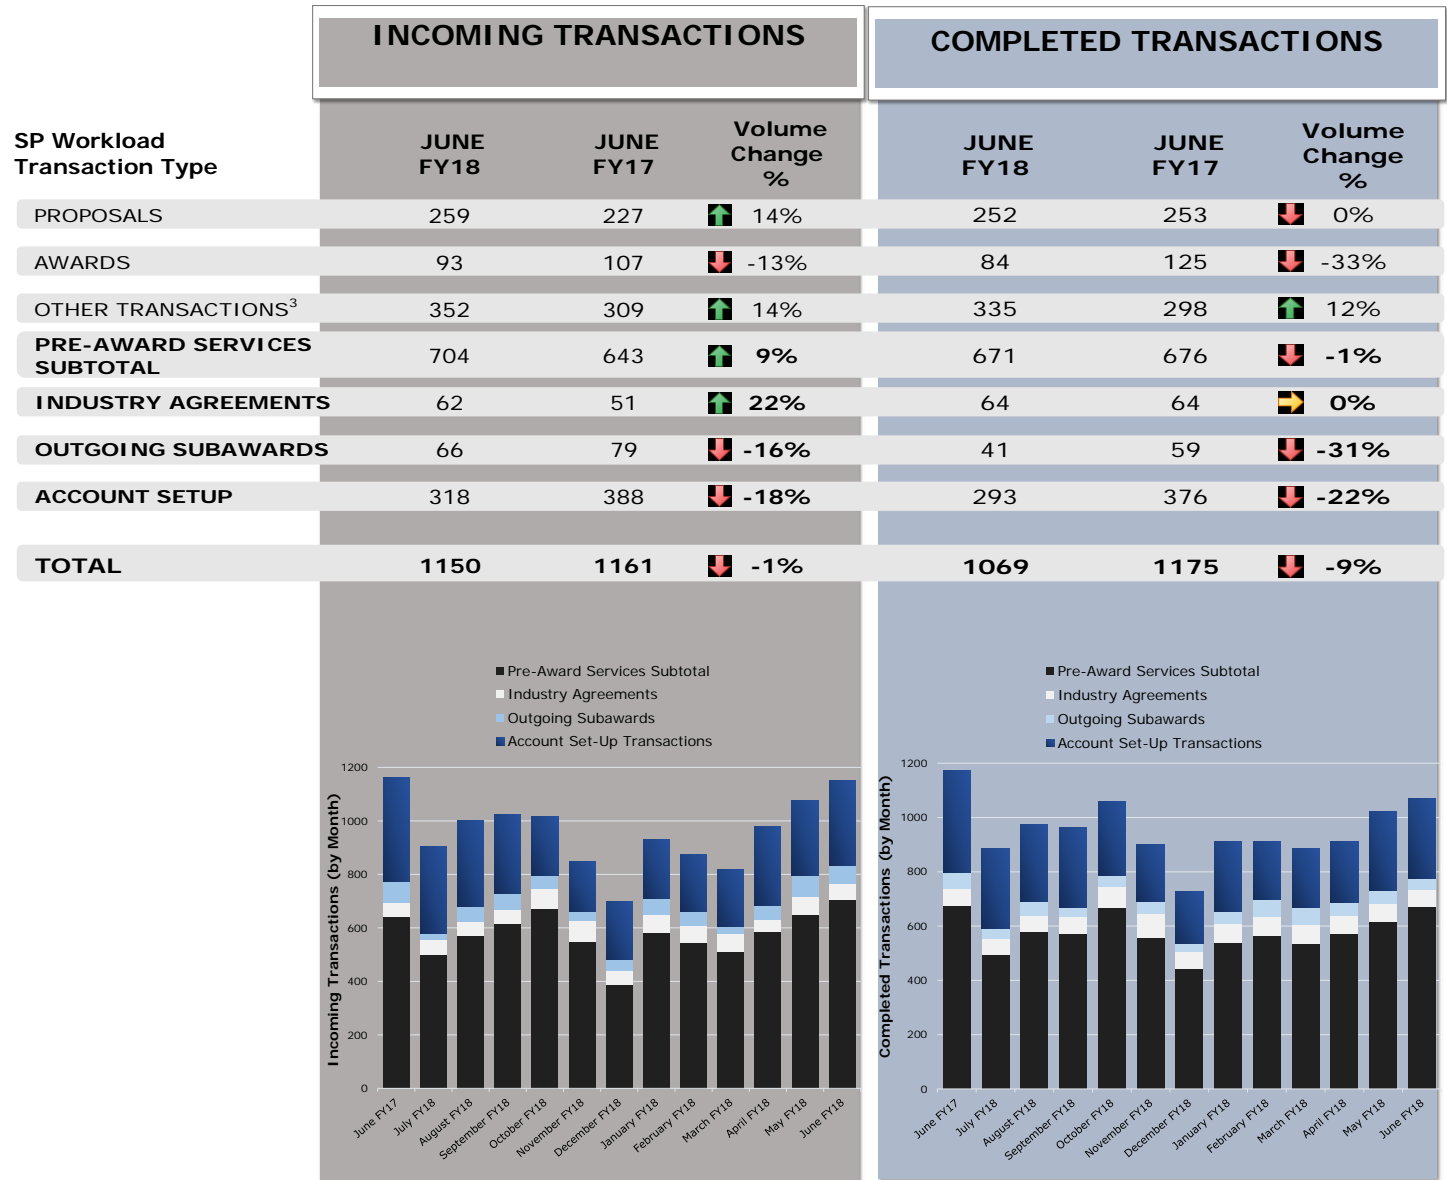 INCOMING TRANSACTIONS
COMPLETED TRANSACTIONS
SP Workload
Transaction Type
JUNE
FY18
JUNE
FY17
Volume
Change
%
JUNE
FY18
JUNE
FY17
Volume
Change
%
PROPOSALS 259 227 14% 252 253 0%
AWARDS 93 107 -13% 84 125 -33%
OTHER TRANSACTIONS3 352 309 14% 335 298 12%
PRE-AWARD SERVICES
SUBTOTAL 704 643 9% 671 676 -1%
INDUSTRY AGREEMENTS 62 51 22% 64 64 0%
OUTGOING SUBAWARDS 66 79 -16% 41 59 -31%
ACCOUNT SETUP 318 388 -18% 293 376 -22%
TOTAL 1150 1161 -1% 1069 1175 -9%
Pre-Award Services Subtotal
Industry Agreements
Outgoing Subawards
Account Set-Up Transactions
Incoming Transactions (by Month)
1200
1000
800
600
400
200
0
June FY17
July FY18
August FY18
September FY18
October FY18
November FY18
December FY18
January FY18
February FY18
March FY18
April FY18
May FY18
June FY18
Pre-Award Services Subtotal
Industry Agreements
Outgoing Subawards
Account Set-Up Transactions
Completed Transactions (by Month)
1200
1000
800
600
400
200
0
June FY17
July FY18
August FY18
September FY18
October FY18
November FY18
December FY18
January FY18
February FY18
March FY18
April FY18
May FY18
June FY18